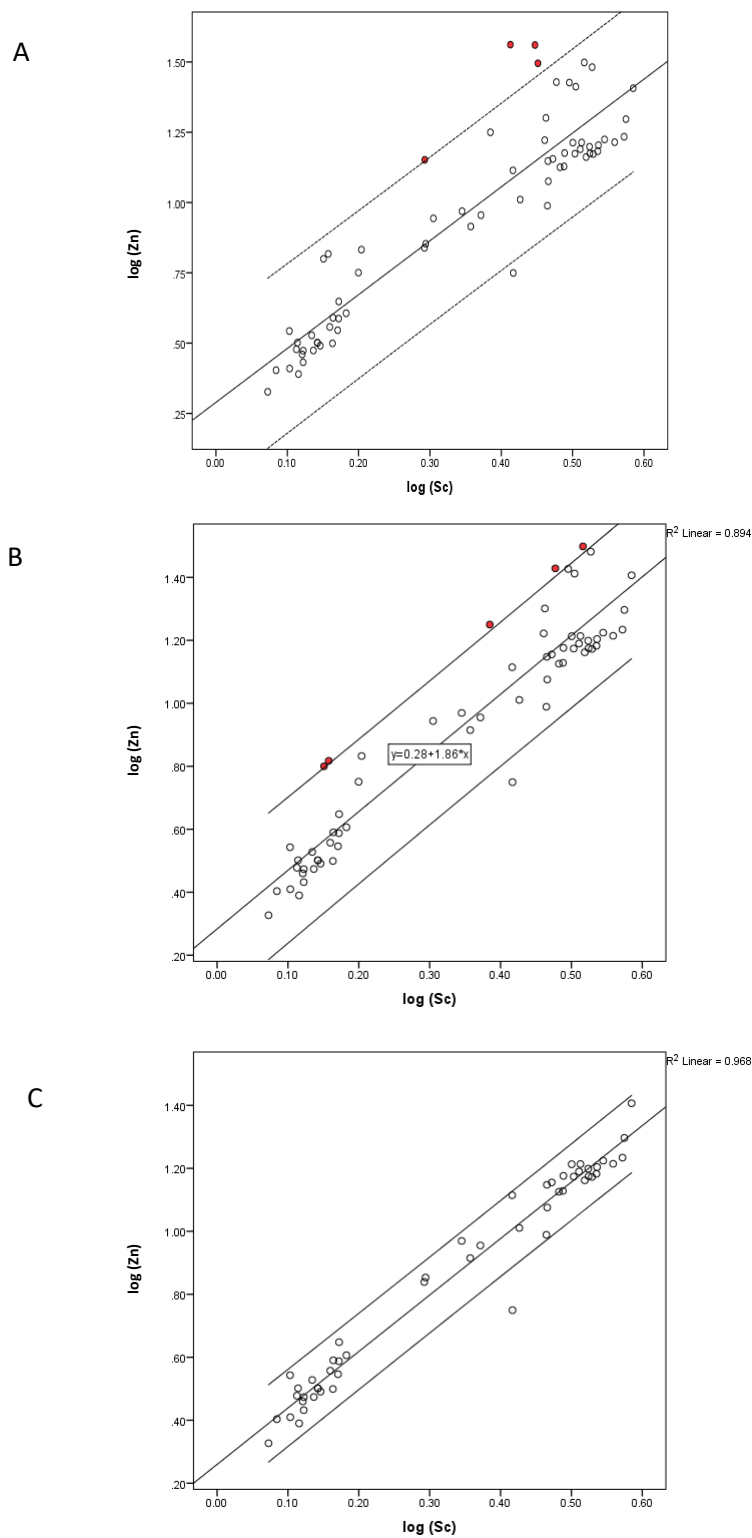 A
1.50
1.25
1.00
.75
.50
.25
log (Zn)
0.00 0.10 0.20 0.30 0.40 0.50 0.60
log (Sc)
B
R2 Linear = 0.894
1.40
1.20
1.00
.80
.60
.40
.20
log (Zn)
y=0.28+1.86*x
0.00 0.10 0.20 0.30 0.40 0.50 0.60
log (Sc)
C
R2 Linear = 0.968
1.40
1.20
1.00
.80
.60
.40
.20
log (Zn)
0.00 0.10 0.20 0.30 0.40 0.50 0.60
log (Sc)